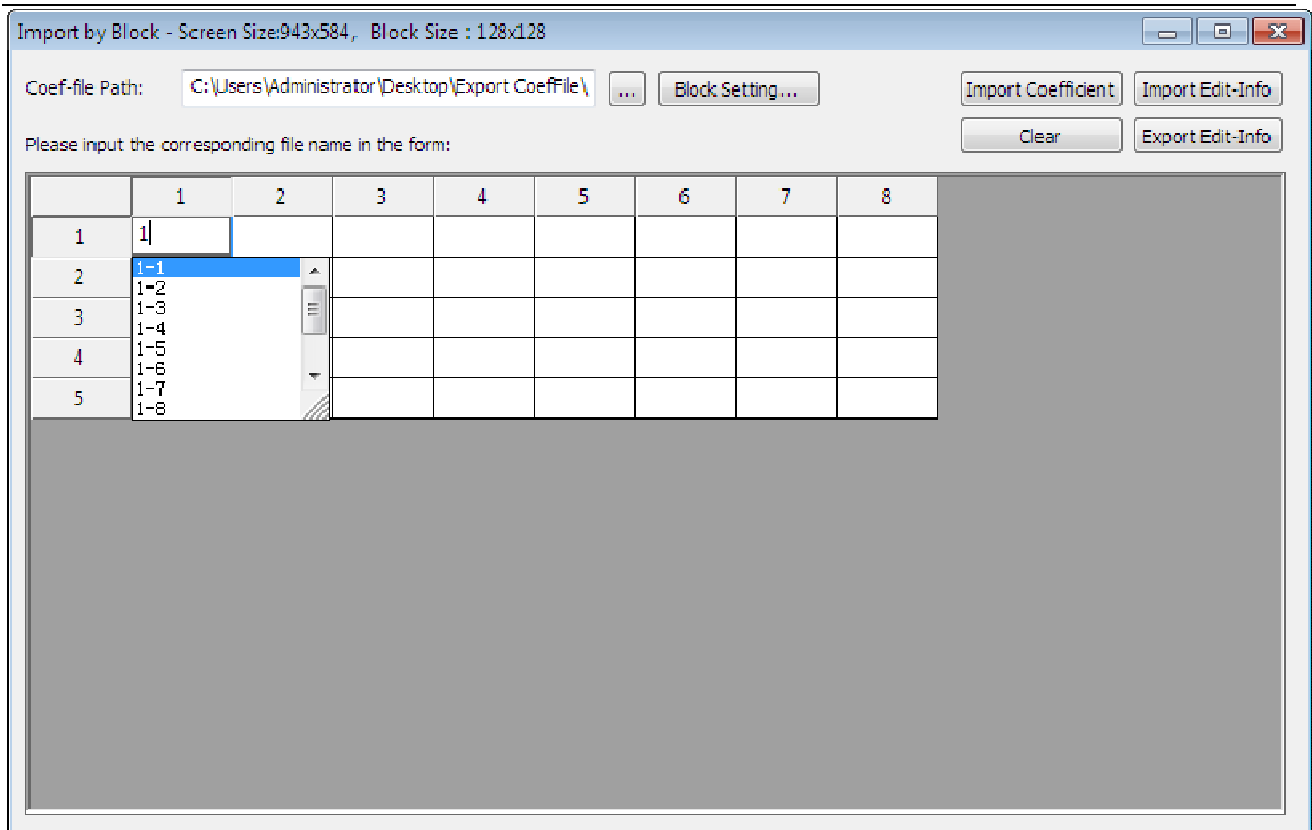 Import by Block - Screen Size:943x584, Block Size : 128x128
Coef-file Path: C:\Users\Administrator\Desktop\Export CoefFile\ ... Block Setting... Import Coefficient Import Edit-Info
Please input the corresponding file name in the form: Clear Export Edit-Info
1 2 3 4 5 6 7 8
1 1
2 1-1
1-2
3 1-3
1-4
4 1-5
1-6
5 1-7
1-8